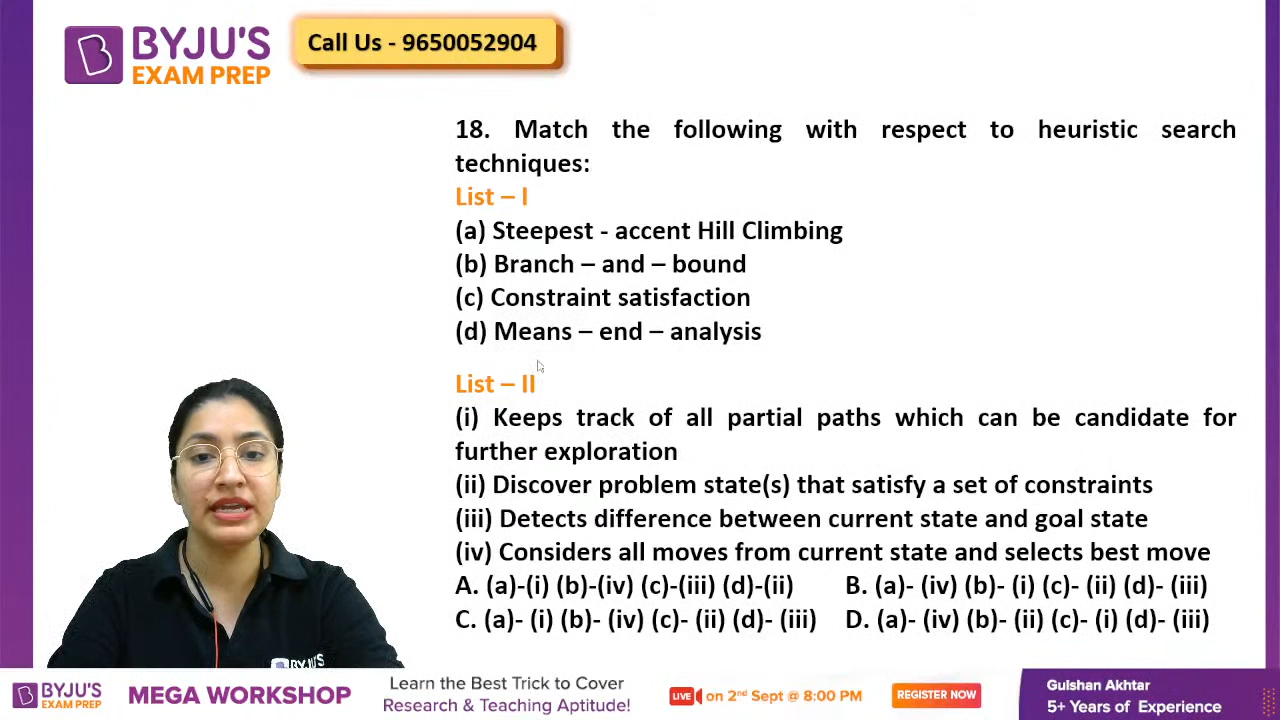 BYJU'S
EXAM PREP
Call Us - 9650052904
18. Match the following with respect to heuristic search
techniques:
List – I
(a) Steepest - accent Hill Climbing
(b) Branch – and – bound
(c) Constraint satisfaction
(d) Means – end – analysis
List – II
(i) Keeps track of all partial paths which can be candidate for
further exploration
(ii) Discover problem state(s) that satisfy a set of constraints
(iii) Detects difference between current state and goal state
(iv) Considers all moves from current state and selects best move
A. (a)-(i) (b)-(iv) (c)-(iii) (d)-(ii) B. (a)- (iv) (b)- (i) (c)- (ii) (d)- (iii)
C. (a)- (i) (b)- (iv) (c)- (ii) (d)- (iii) D. (a)- (iv) (b)- (ii) (c)- (i) (d)- (iii)
BYJU'S
BYJU'S
EXAM PREP
MEGA WORKSHOP
Learn the Best Trick to Cover
Research & Teaching Aptitude!
LIVE on 2nd Sept @ 8:00 PM
REGISTER NOW
Gulshan Akhtar
5+ Years of Experience